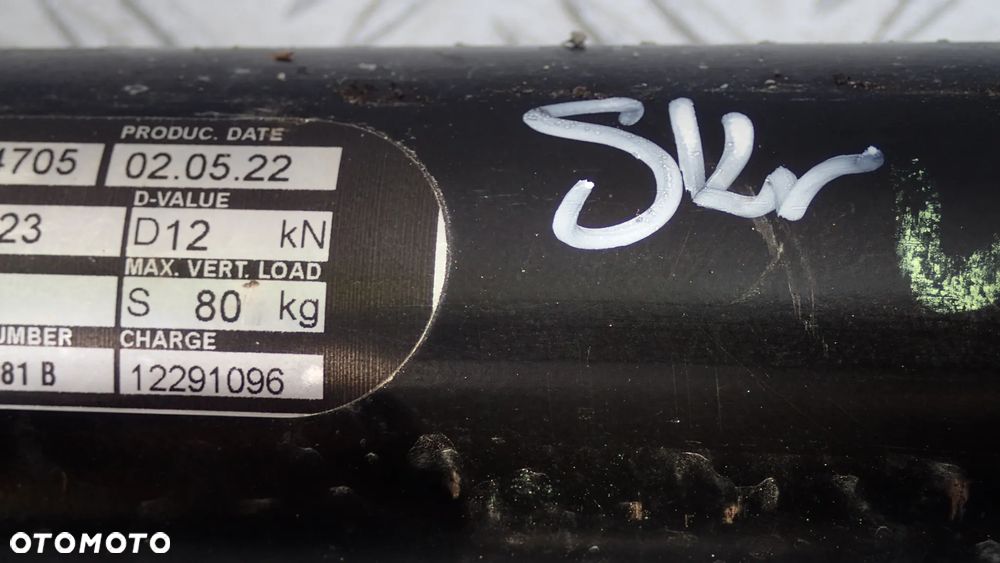 PRODUC. DATE
4705 02.05.22
D-VALUE
23 D12 kN
MAX. VERT. LOAD
S 80 kg
UMBER CHARGE
81 B 12291096
OTOMOTO